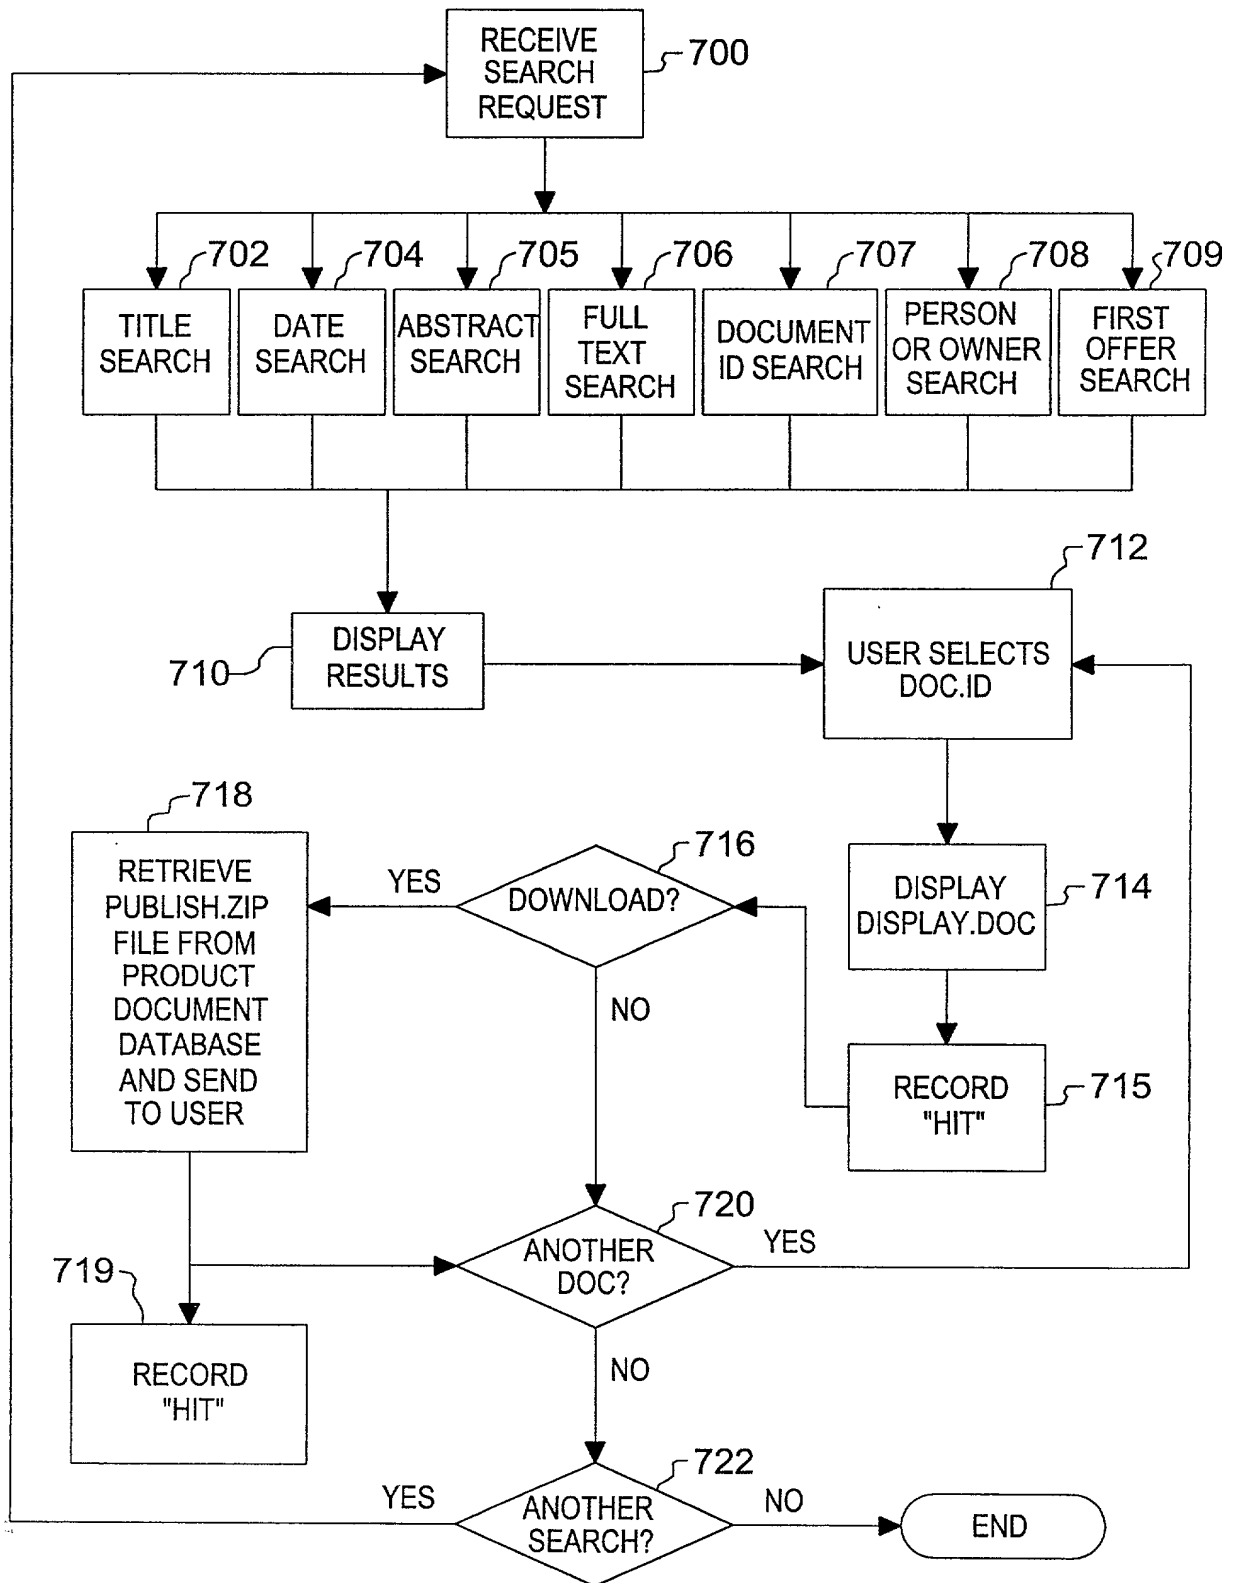 RECEIVE
SEARCH
REQUEST
700
702
704
705
706
707
708
709
TITLE
SEARCH
DATE
SEARCH
ABSTRACT
SEARCH
FULL
TEXT
SEARCH
DOCUMENT
ID SEARCH
PERSON
OR OWNER
SEARCH
FIRST
OFFER
SEARCH
712
DISPLAY
RESULTS
710
USER SELECTS
DOC.ID
718
716
RETRIEVE
PUBLISH.ZIP
FILE FROM
PRODUCT
DOCUMENT
DATABASE
AND SEND
TO USER
YES
DOWNLOAD?
NO
DISPLAY
DISPLAY.DOC
714
RECORD
"HIT"
715
720
ANOTHER
DOC?
YES
719
RECORD
"HIT"
NO
722
YES
ANOTHER
SEARCH?
NO
END